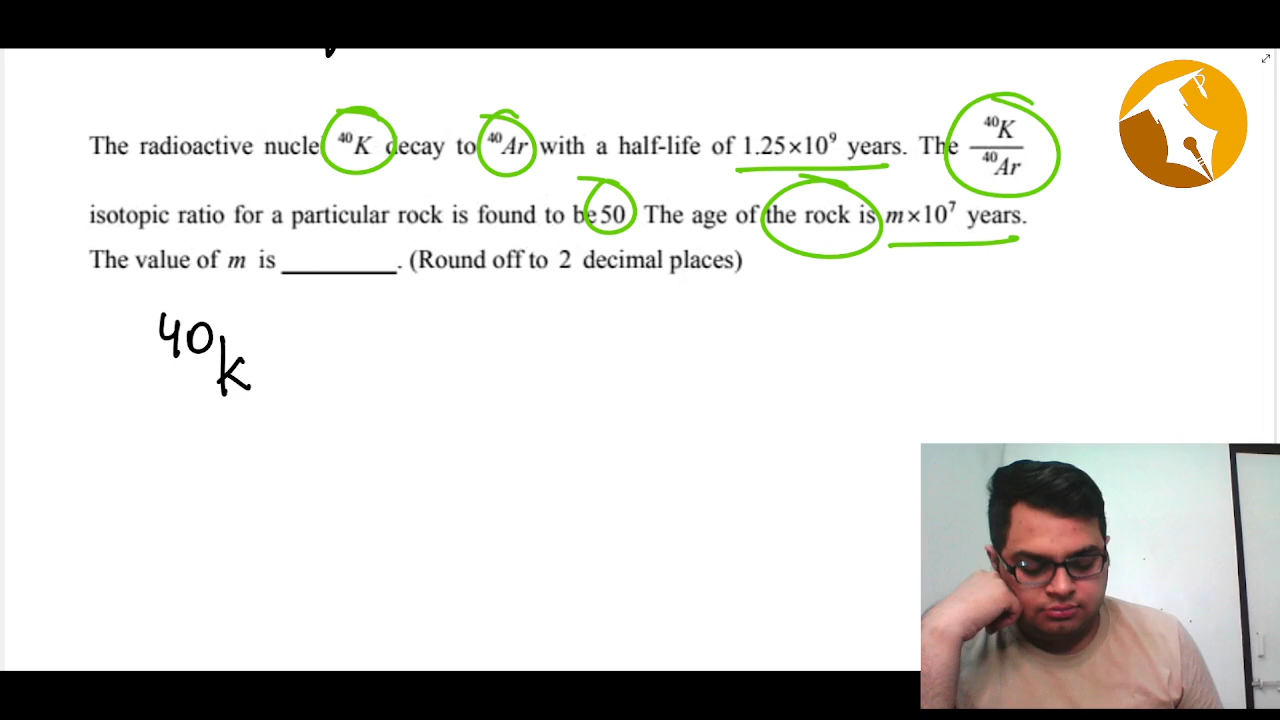 The radioactive nuclei ⁴⁰K decay to ⁴⁰Ar with a half-life of 1.25×10⁹ years. The ⁴⁰K/⁴⁰Ar
isotopic ratio for a particular rock is found to be 50. The age of the rock is m×10⁷ years.
The value of m is ________. (Round off to 2 decimal places)
⁴⁰K